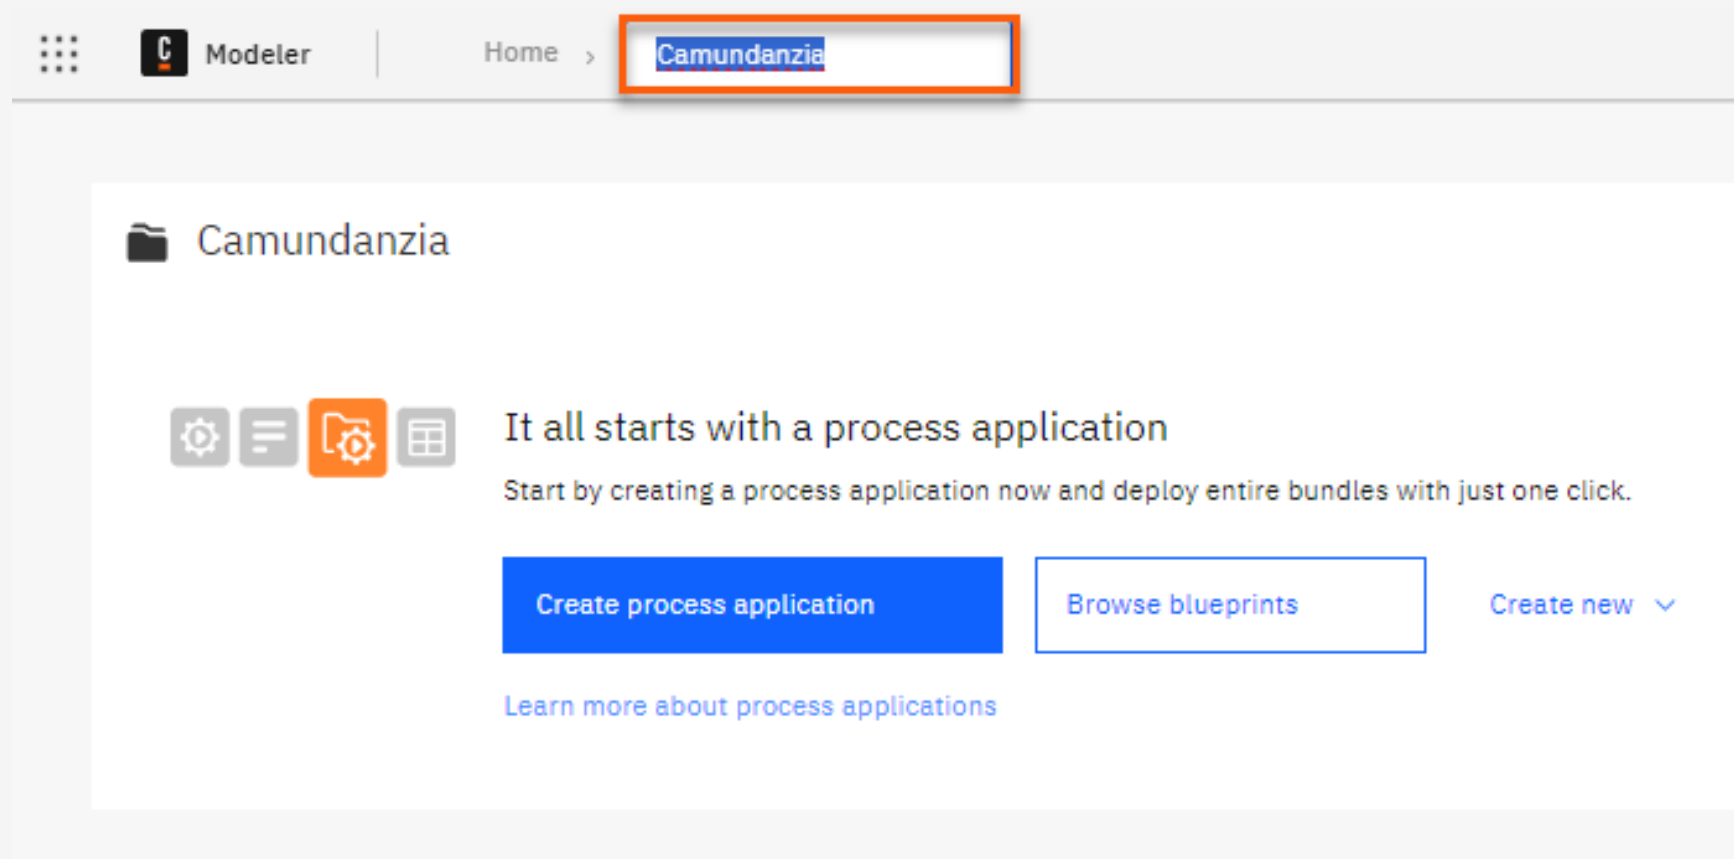 C Modeler Home > Camundanzia
Camundanzia
It all starts with a process application
Start by creating a process application now and deploy entire bundles with just one click.
Create process application Browse blueprints Create new
Learn more about process applications